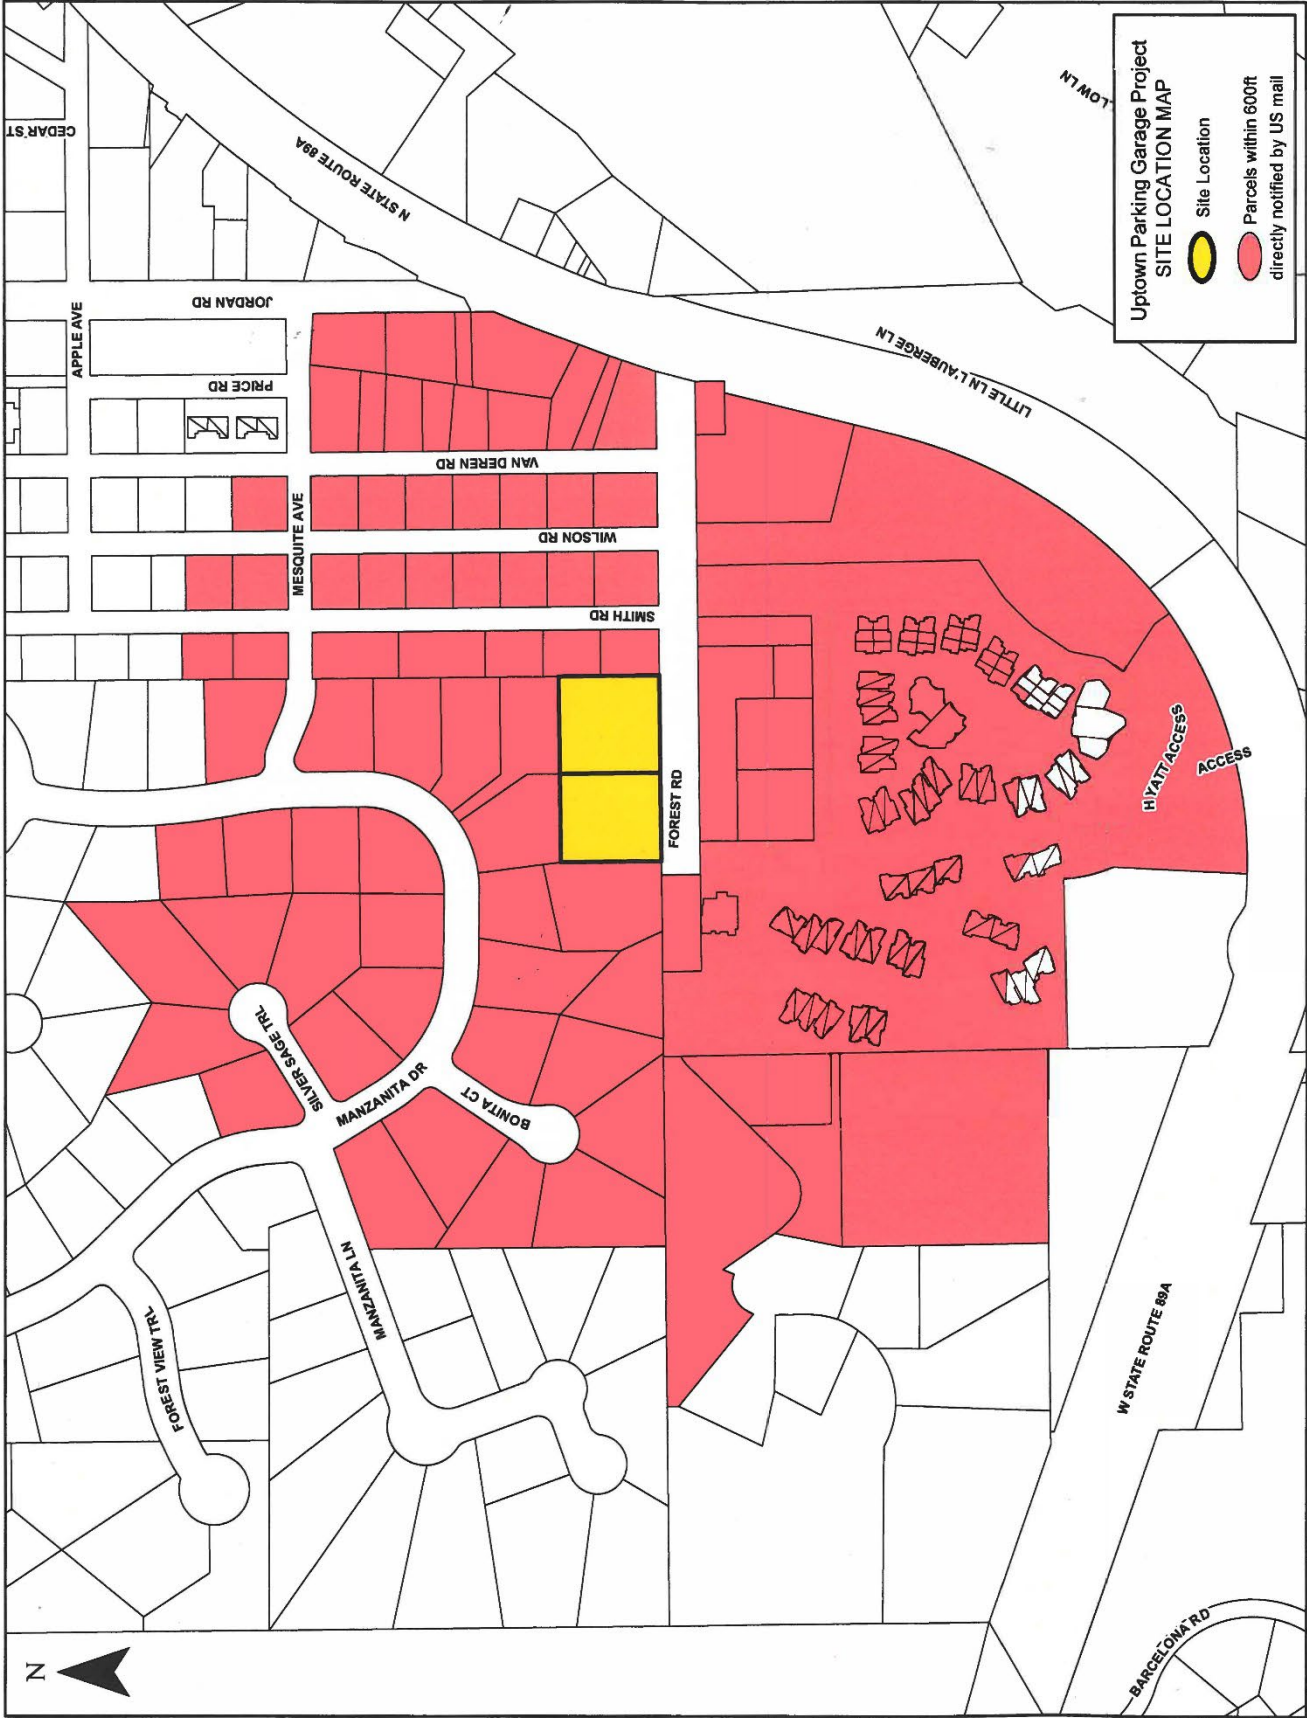 CEDAR ST
N STATE ROUTE 89A
LOW LN
Uptown Parking Garage Project
SITE LOCATION MAP
Site Location
Parcels within 600ft
directly notified by US mail
JORDAN RD
APPLE AVE
PRICE RD
LITTLE LN L'AUBERGE LN
VAN DEREN RD
MESQUITE AVE
WILSON RD
SMITH RD
FOREST RD
HYATT ACCESS
ACCESS
SILVER SAGE TRL
MANZANITA DR
BONITA CT
MANZANITA LN
FOREST VIEW TRL
W STATE ROUTE 89A
BARCELONA RD
N